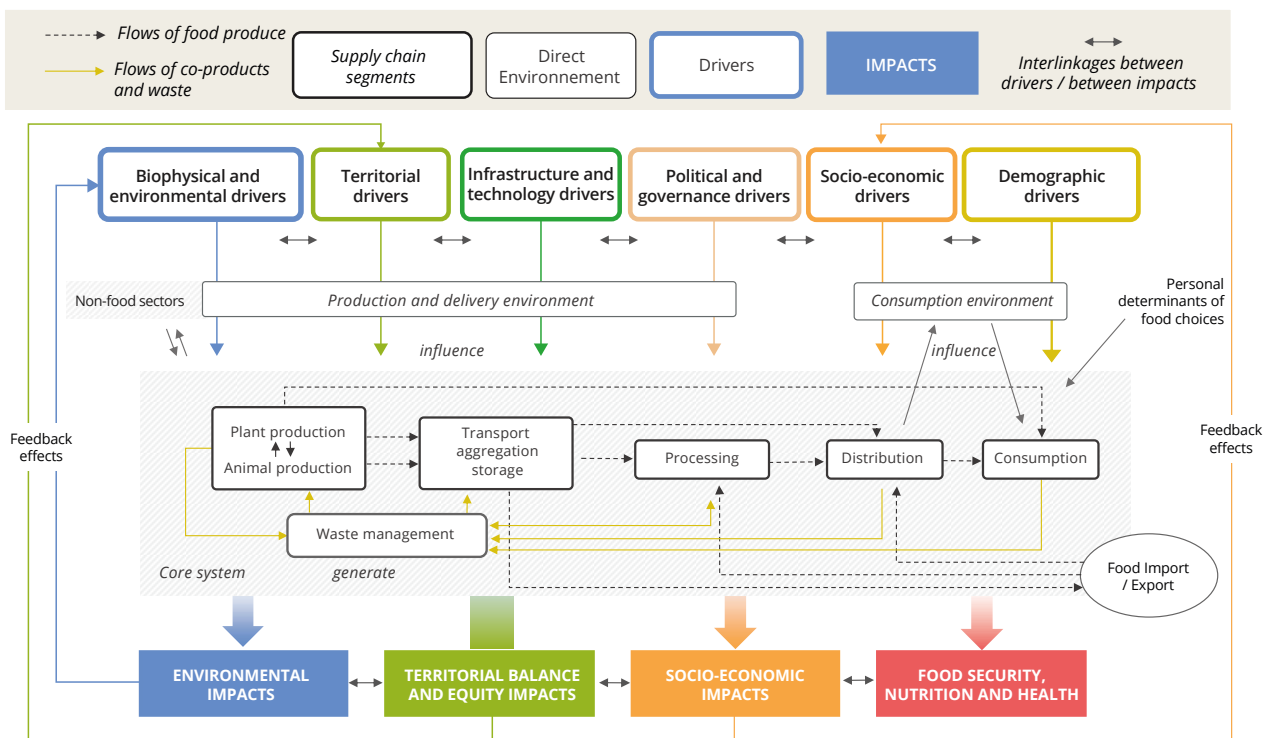 Flows of food produce
Flows of co-products
and waste
Supply chain
segments
Direct
Environnement
Drivers
IMPACTS
Interlinkages between
drivers / between impacts
Biophysical and
environmental drivers
Territorial
drivers
Infrastructure and
technology drivers
Political and
governance drivers
Socio-economic
drivers
Demographic
drivers
Non-food sectors
Production and delivery environment
Consumption environment
Personal
determinants of
food choices
influence
influence
Feedback
effects
Feedback
effects
Plant production
Animal production
Transport
aggregation
storage
Processing
Distribution
Consumption
Waste management
Core system
generate
Food Import
/ Export
ENVIRONMENTAL
IMPACTS
TERRITORIAL BALANCE
AND EQUITY IMPACTS
SOCIO-ECONOMIC
IMPACTS
FOOD SECURITY,
NUTRITION AND HEALTH